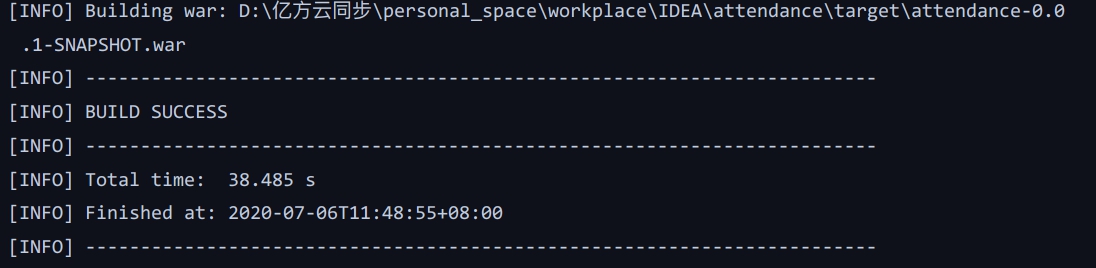 [INFO] Building war: D:\亿方云同步\personal_space\workplace\IDEA\attendance\target\attendance-0.0
.1-SNAPSHOT.war
[INFO] ------------------------------------------------------------------------
[INFO] BUILD SUCCESS
[INFO] ------------------------------------------------------------------------
[INFO] Total time:  38.485 s
[INFO] Finished at: 2020-07-06T11:48:55+08:00
[INFO] ------------------------------------------------------------------------